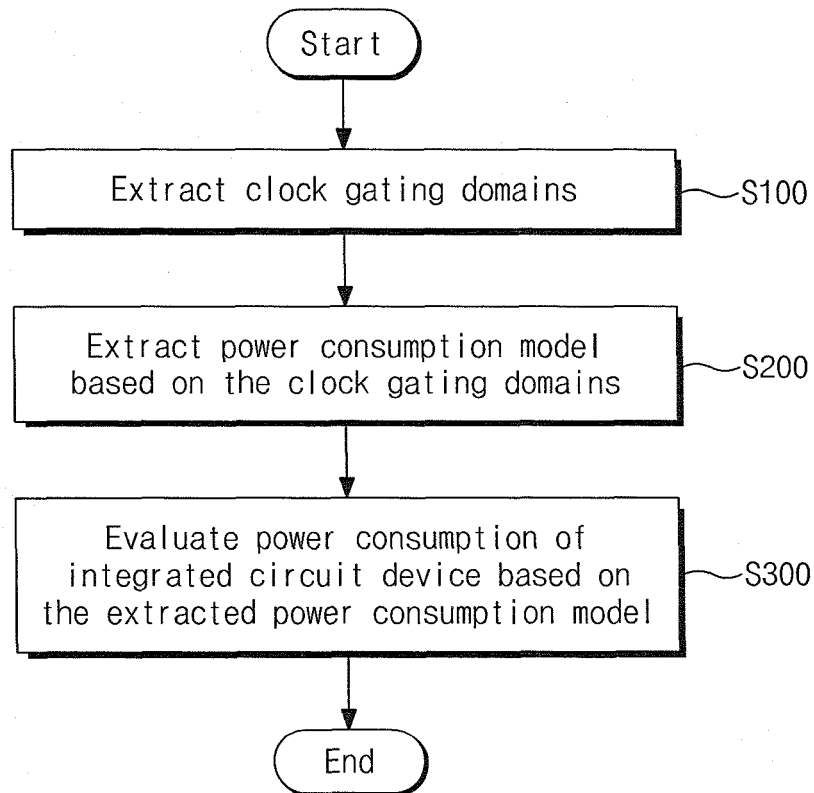 Start
Extract clock gating domains
S100
Extract power consumption model
based on the clock gating domains
S200
Evaluate power consumption of
integrated circuit device based on
the extracted power consumption model
S300
End